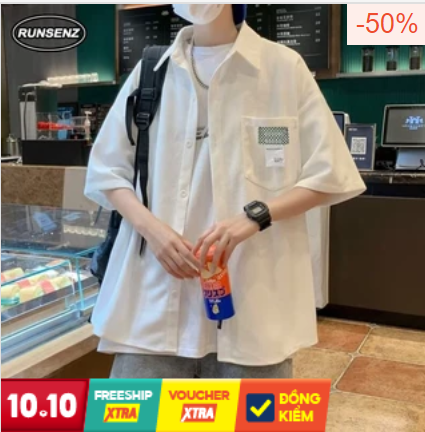 RUNSENZ
-50%
10.10
FREESHIP
XTRA
VOUCHER
XTRA
ĐỒNG
KIỂM